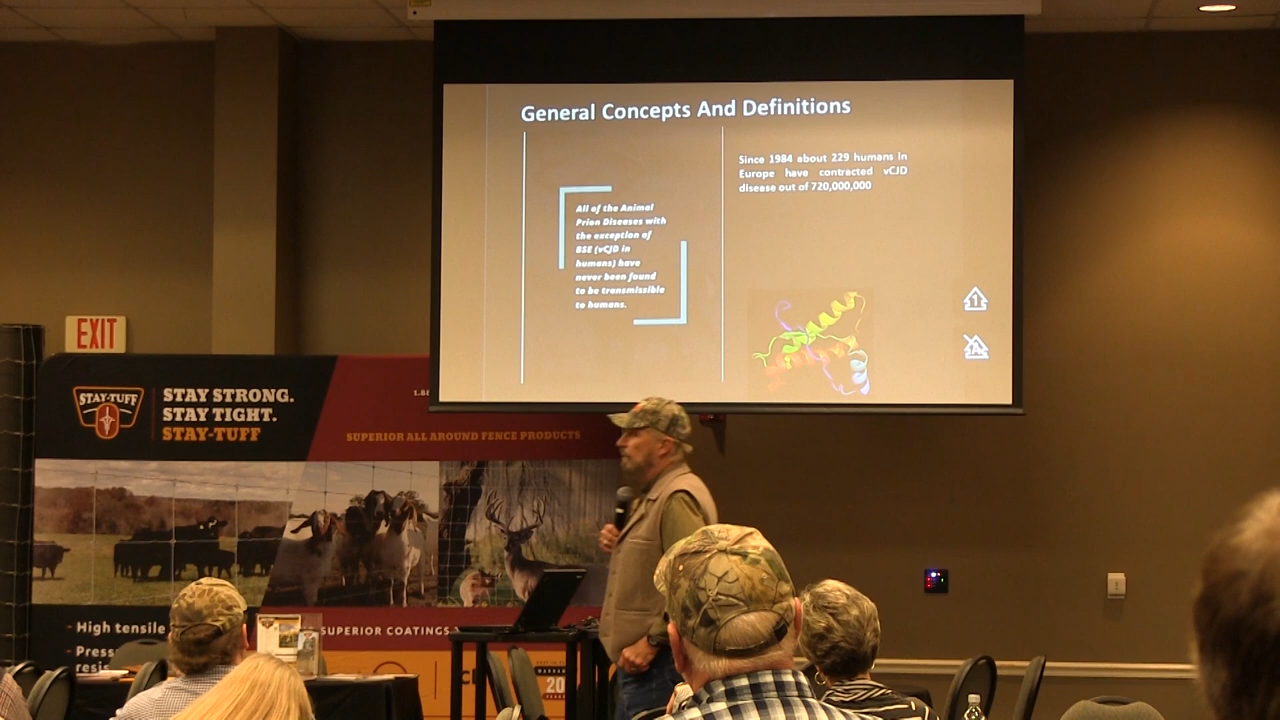 General Concepts And Definitions
Since 1984 about 229 humans in
Europe have contracted vCJD
disease out of 720,000,000
All of the Animal
Prion Diseases with
the exception of
BSE (vCJD in
humans) have
never been found
to be transmissible
to humans.
1
A
EXIT
STAY-TUFF
STAY STRONG.
STAY TIGHT.
STAY-TUFF
SUPERIOR ALL AROUND FENCE PRODUCTS
- High tensile
SUPERIOR COATINGS
20